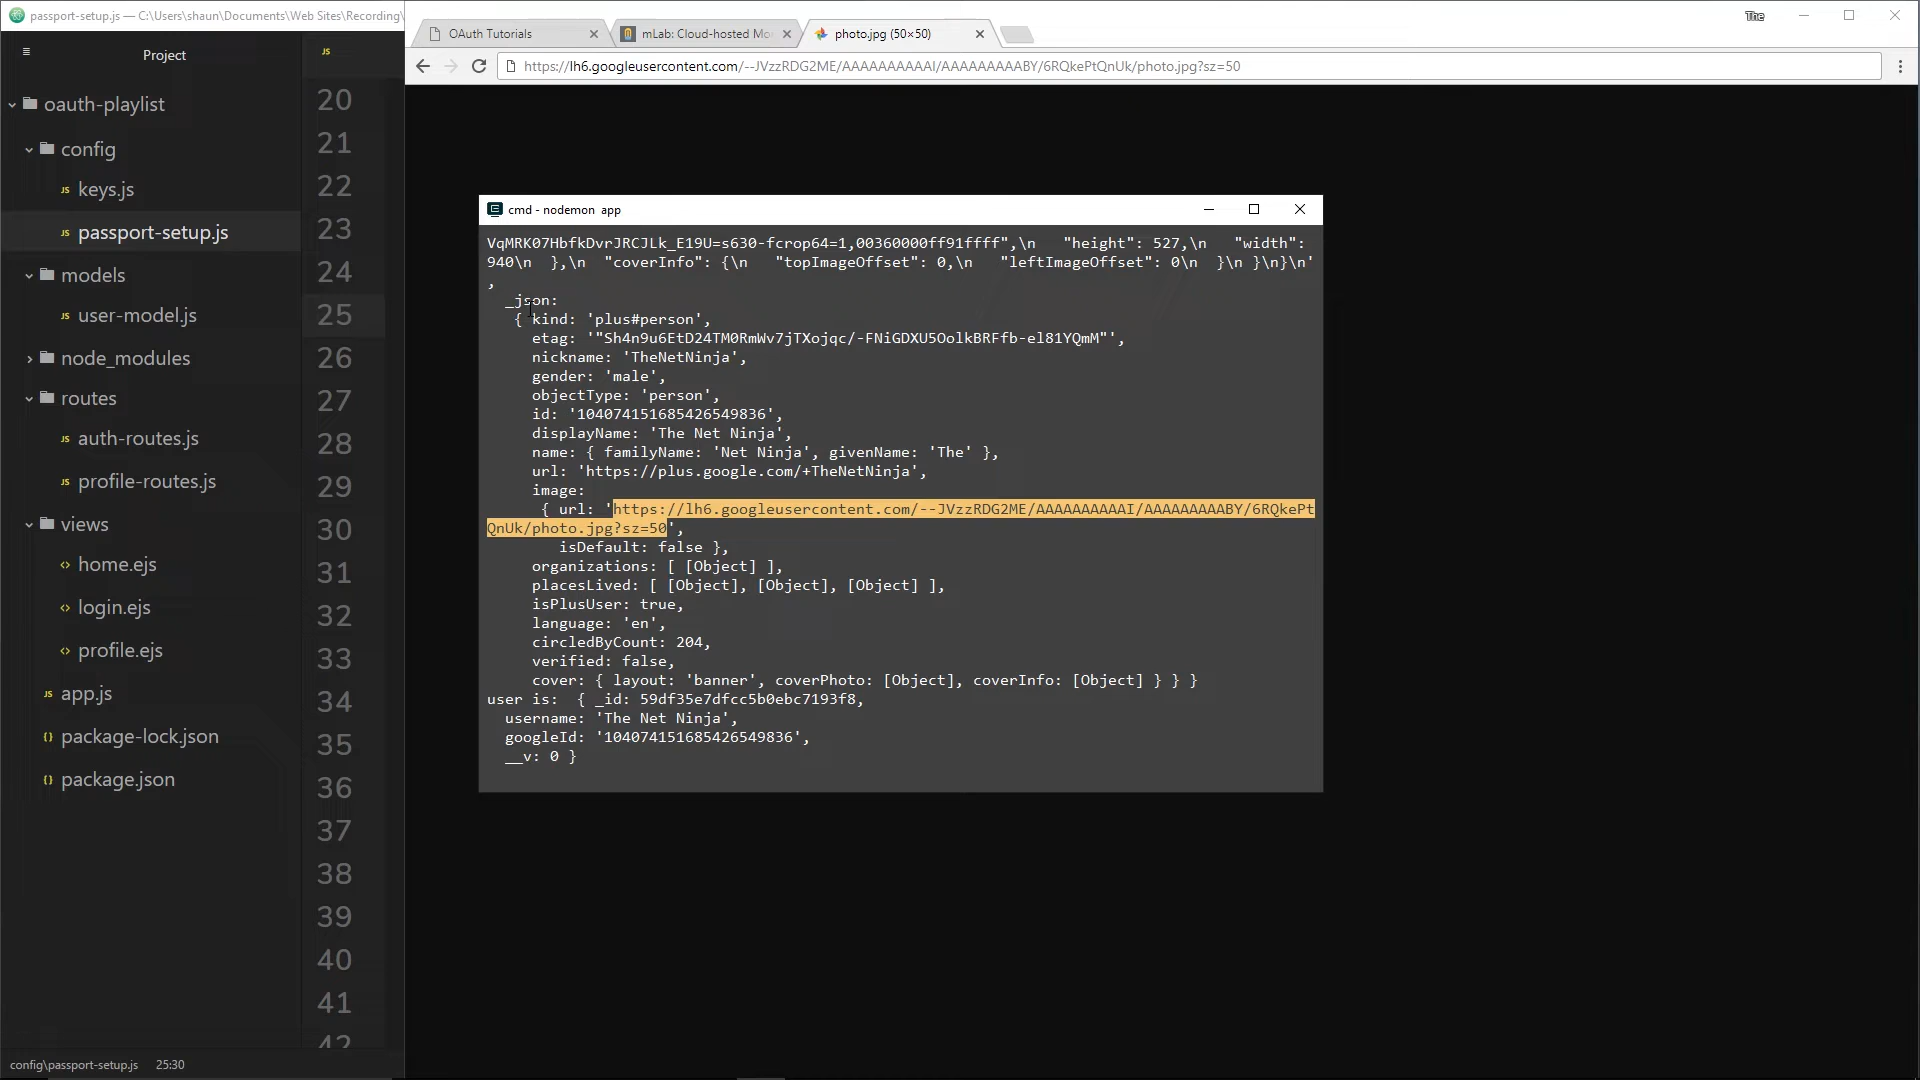 passport-setup.js — C:\Users\shaun\Documents\Web Sites\Recording\
The
OAuth Tutorials
mLab: Cloud-hosted Mo
photo.jpg (50×50)
https://lh6.googleusercontent.com/--JVzzRDG2ME/AAAAAAAAAAI/AAAAAAAAABY/6RQkePtQnUk/photo.jpg?sz=50
Project
oauth-playlist
config
keys.js
passport-setup.js
models
user-model.js
node_modules
routes
auth-routes.js
profile-routes.js
views
home.ejs
login.ejs
profile.ejs
app.js
package-lock.json
package.json
20
21
22
23
24
25
26
27
28
29
30
31
32
33
34
35
36
37
38
39
40
41
42
cmd - nodemon app
VqMRK07HbfkDvrJRCJLk_E19U=s630-fcrop64=1,00360000ff91ffff",\n   "height": 527,\n   "width":
940\n  },\n  "coverInfo": {\n   "topImageOffset": 0,\n   "leftImageOffset": 0\n  }\n }\n}\n'
,
_json:
{ kind: 'plus#person',
etag: '"Sh4n9u6EtD24TM0RmWv7jTXojqc/-FNiGDXU5OolkBRFfb-el81YQmM"',
nickname: 'TheNetNinja',
gender: 'male',
objectType: 'person',
id: '104074151685426549836',
displayName: 'The Net Ninja',
name: { familyName: 'Net Ninja', givenName: 'The' },
url: 'https://plus.google.com/+TheNetNinja',
image:
{ url: 'https://lh6.googleusercontent.com/--JVzzRDG2ME/AAAAAAAAAAI/AAAAAAAAABY/6RQkePt
QnUk/photo.jpg?sz=50',
isDefault: false },
organizations: [ [Object] ],
placesLived: [ [Object], [Object], [Object] ],
isPlusUser: true,
language: 'en',
circledByCount: 204,
verified: false,
cover: { layout: 'banner', coverPhoto: [Object], coverInfo: [Object] } } }
user is:  { _id: 59df35e7dfcc5b0ebc7193f8,
username: 'The Net Ninja',
googleId: '104074151685426549836',
__v: 0 }
config\passport-setup.js   25:30